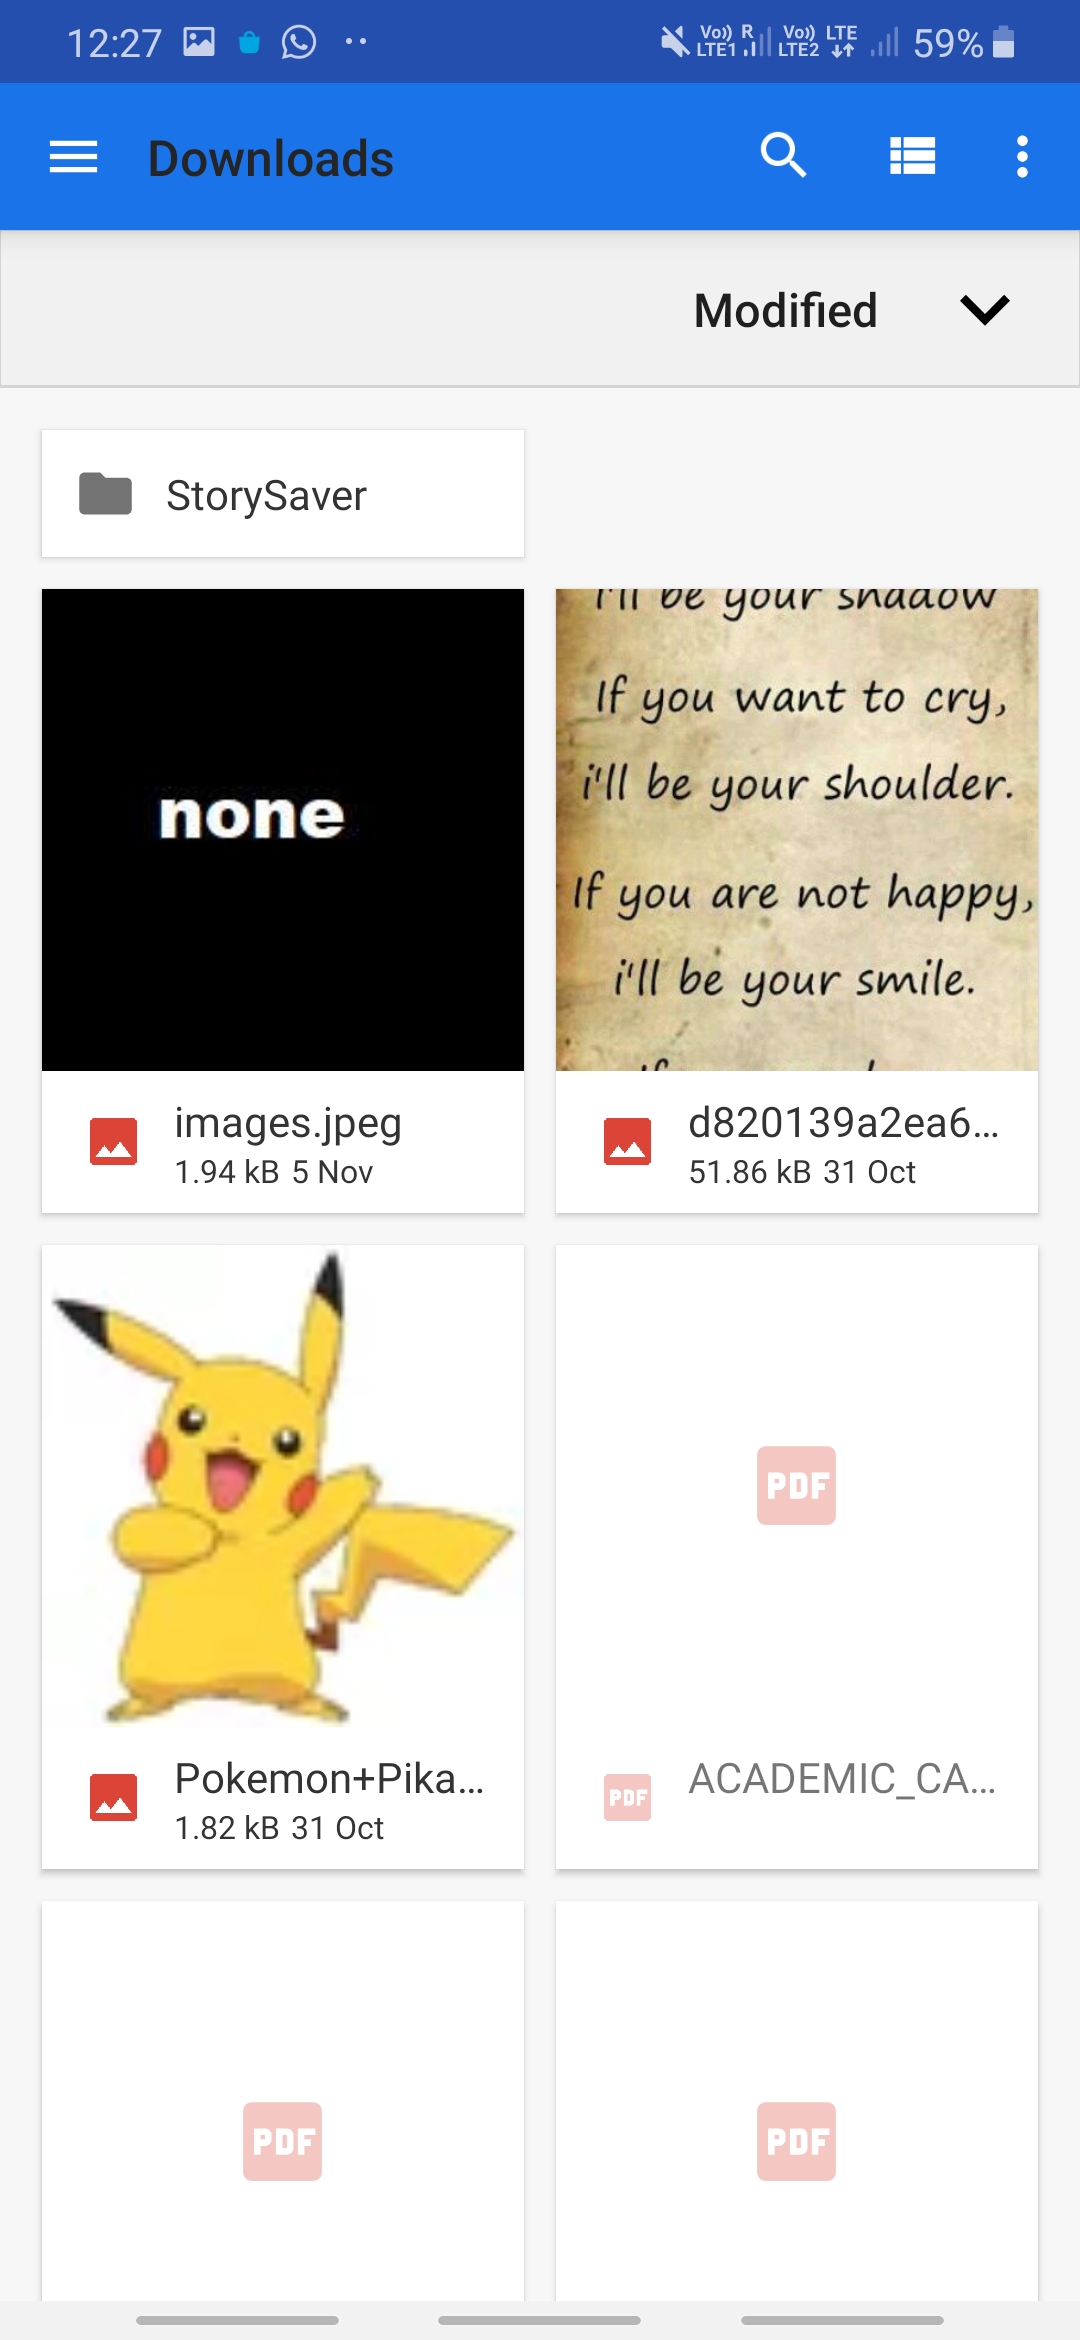 12:27
Vo)) R Vo)) LTE
LTE1 LTE2 59%
Downloads
Modified
StorySaver
none
i'll be your shadow
If you want to cry,
i'll be your shoulder.
If you are not happy,
i'll be your smile.
images.jpeg
1.94 kB 5 Nov
d820139a2ea6...
51.86 kB 31 Oct
PDF
Pokemon+Pika...
1.82 kB 31 Oct
PDF
ACADEMIC_CA...
PDF
PDF